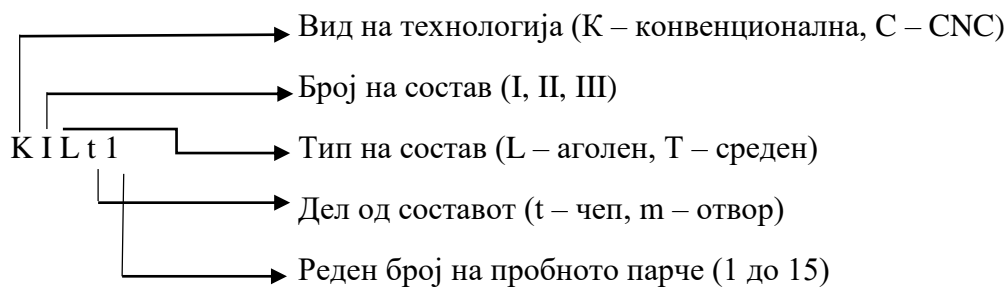 Вид на технологија (К – конвенционална, C – CNC)
Број на состав (I, II, III)
K I L t 1
Тип на состав (L – аголен, T – среден)
Дел од составот (t – чеп, m – отвор)
Реден број на пробното парче (1 до 15)